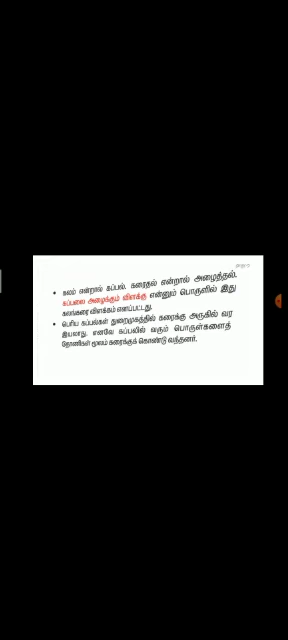 • கலம் என்றால் கப்பல். கரைதல் என்றால் அழைத்தல்.
கப்பலை அழைக்கும் விளக்கு என்னும் பொருளில் இது
கலங்கரை விளக்கம் எனப்பட்டது.
• பெரிய கப்பல்கள் துறைமுகத்தில் கரைக்கு அருகில் வர
இயலாது. எனவே கப்பலில் வரும் பொருள்களைத்
தோணிகள் மூலம் கரைக்குக் கொண்டு வந்தனர்.